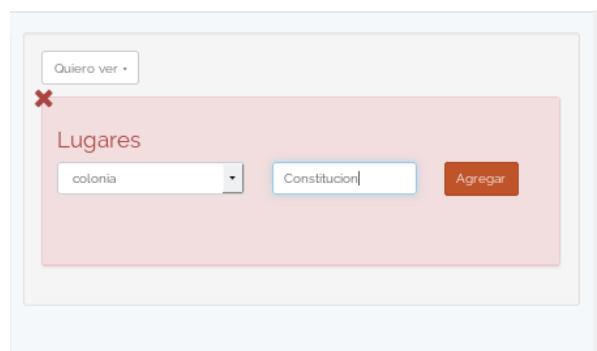 Quiero ver
Lugares
colonia
Constitucion
Agregar